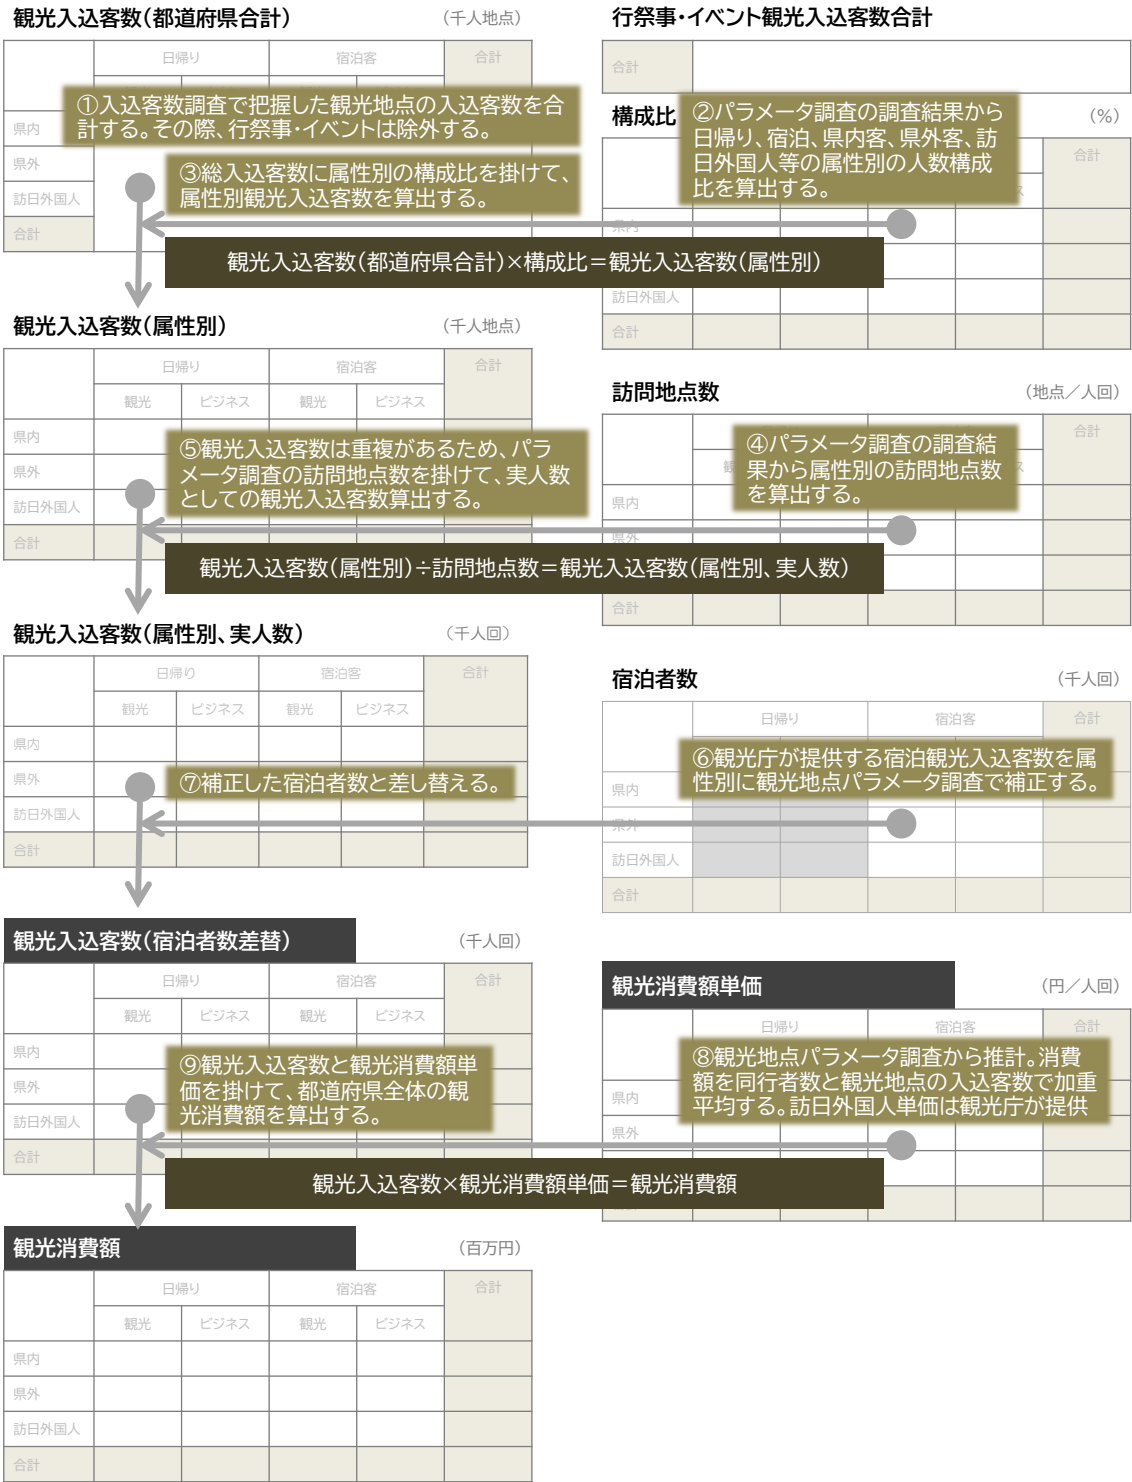 観光入込客数(都道府県合計)
(千人地点)
行祭事・イベント観光入込客数合計
日帰り
宿泊客
合計
合計
①入込客数調査で把握した観光地点の入込客数を合
計する。その際、行祭事・イベントは除外する。
構成比
(%)
②パラメータ調査の調査結果から
日帰り、宿泊、県内客、県外客、訪
日外国人等の属性別の人数構成
比を算出する。
合計
県内
県外
訪日外国人
合計
③総入込客数に属性別の構成比を掛けて、
属性別観光入込客数を算出する。
県内
観光入込客数(都道府県合計)×構成比=観光入込客数(属性別)
訪日外国人
合計
観光入込客数(属性別)
(千人地点)
日帰り
宿泊客
合計
観光
ビジネス
観光
ビジネス
県内
県外
訪日外国人
合計
訪問地点数
(地点/人回)
合計
④パラメータ調査の調査結
果から属性別の訪問地点数
を算出する。
⑤観光入込客数は重複があるため、パラ
メータ調査の訪問地点数を掛けて、実人数
としての観光入込客数算出する。
県内
県外
観光入込客数(属性別)÷訪問地点数=観光入込客数(属性別、実人数)
合計
観光入込客数(属性別、実人数)
(千人回)
日帰り
宿泊客
合計
観光
ビジネス
観光
ビジネス
県内
県外
訪日外国人
合計
⑦補正した宿泊者数と差し替える。
宿泊者数
(千人回)
日帰り
宿泊客
合計
⑥観光庁が提供する宿泊観光入込客数を属
性別に観光地点パラメータ調査で補正する。
県内
県外
訪日外国人
合計
観光入込客数(宿泊者数差替)
(千人回)
日帰り
宿泊客
合計
観光
ビジネス
観光
ビジネス
県内
県外
訪日外国人
合計
⑨観光入込客数と観光消費額単
価を掛けて、都道府県全体の観
光消費額を算出する。
観光消費額単価
(円/人回)
日帰り
宿泊客
合計
⑧観光地点パラメータ調査から推計。消費
額を同行者数と観光地点の入込客数で加重
平均する。訪日外国人単価は観光庁が提供
県内
県外
観光入込客数×観光消費額単価=観光消費額
観光消費額
(百万円)
日帰り
宿泊客
合計
観光
ビジネス
観光
ビジネス
県内
県外
訪日外国人
合計